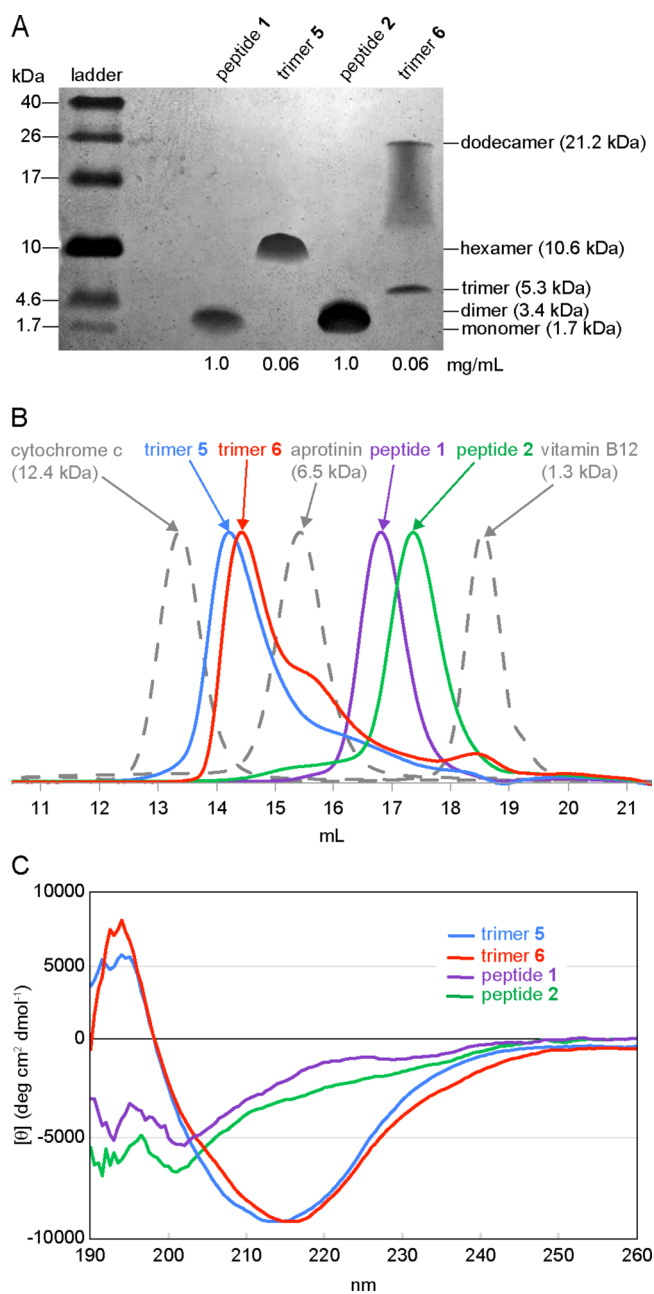 A
peptide 1
trimer 5
peptide 2
trimer 6
kDa ladder
40
26
17
10
4.6
1.7
dodecamer (21.2 kDa)
hexamer (10.6 kDa)
trimer (5.3 kDa)
dimer (3.4 kDa)
monomer (1.7 kDa)
1.0 0.06 1.0 0.06 mg/mL
B
cytochrome c
(12.4 kDa)
trimer 5
trimer 6
aprotinin
(6.5 kDa)
peptide 1
peptide 2
vitamin B12
(1.3 kDa)
11 12 13 14 15 16 17 18 19 20 21
mL
C
10000
5000
0
-5000
-10000
[θ] (deg cm² dmol⁻¹)
trimer 5
trimer 6
peptide 1
peptide 2
190 200 210 220 230 240 250 260
nm